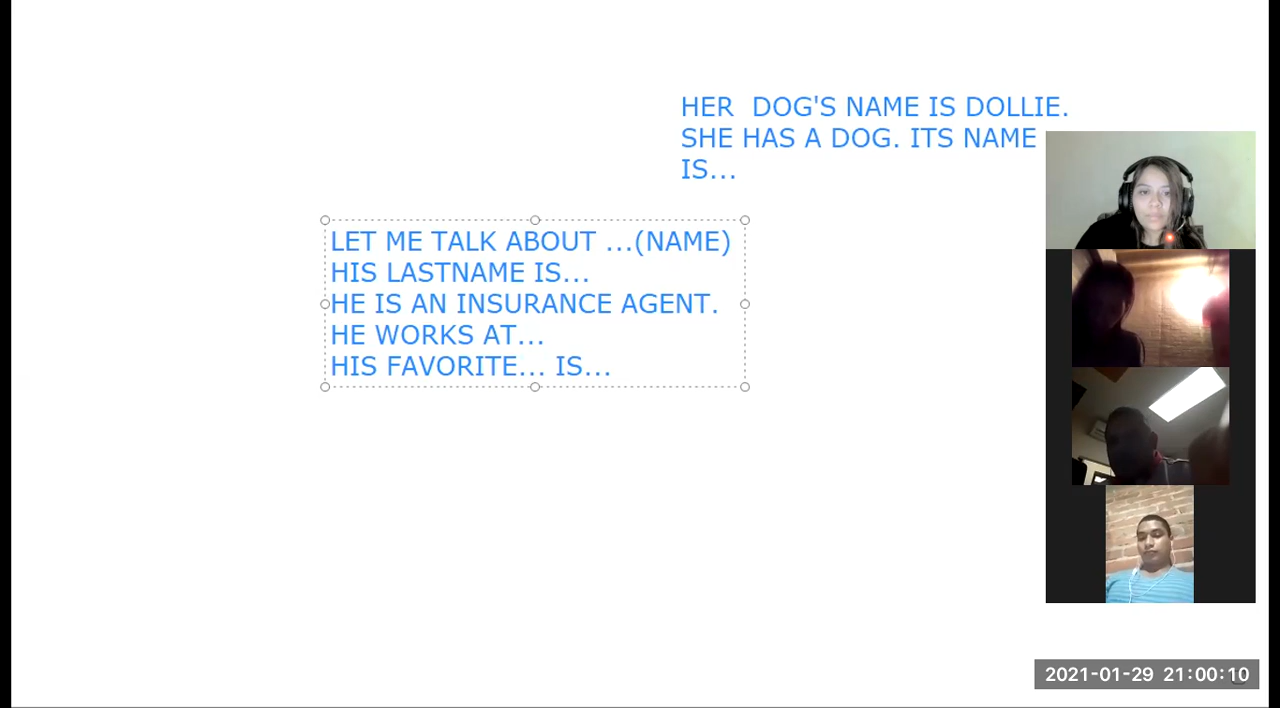 HER DOG'S NAME IS DOLLIE.
SHE HAS A DOG. ITS NAME
IS...
LET ME TALK ABOUT ...(NAME)
HIS LASTNAME IS...
HE IS AN INSURANCE AGENT.
HE WORKS AT...
HIS FAVORITE... IS...
2021-01-29 21:00:10